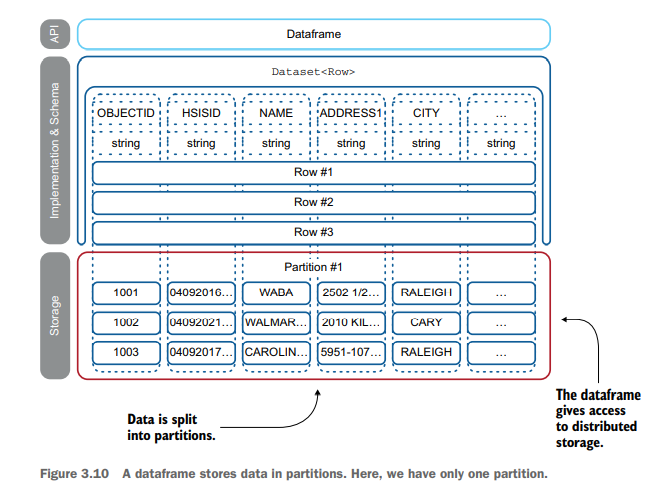 API
Dataframe
Implementation & Schema
Dataset<Row>
OBJECTID HSISID NAME ADDRESS1 CITY ...
string string string string string string
Row #1
Row #2
Row #3
Storage
Partition #1
1001 04092016... WABA 2502 1/2... RALEIGH ...
1002 04092021... WALMAR... 2010 KIL... CARY ...
1003 04092017... CAROLIN... 5951-107... RALEIGH ...
Data is split
into partitions.
The dataframe
gives access
to distributed
storage.
Figure 3.10 A dataframe stores data in partitions. Here, we have only one partition.